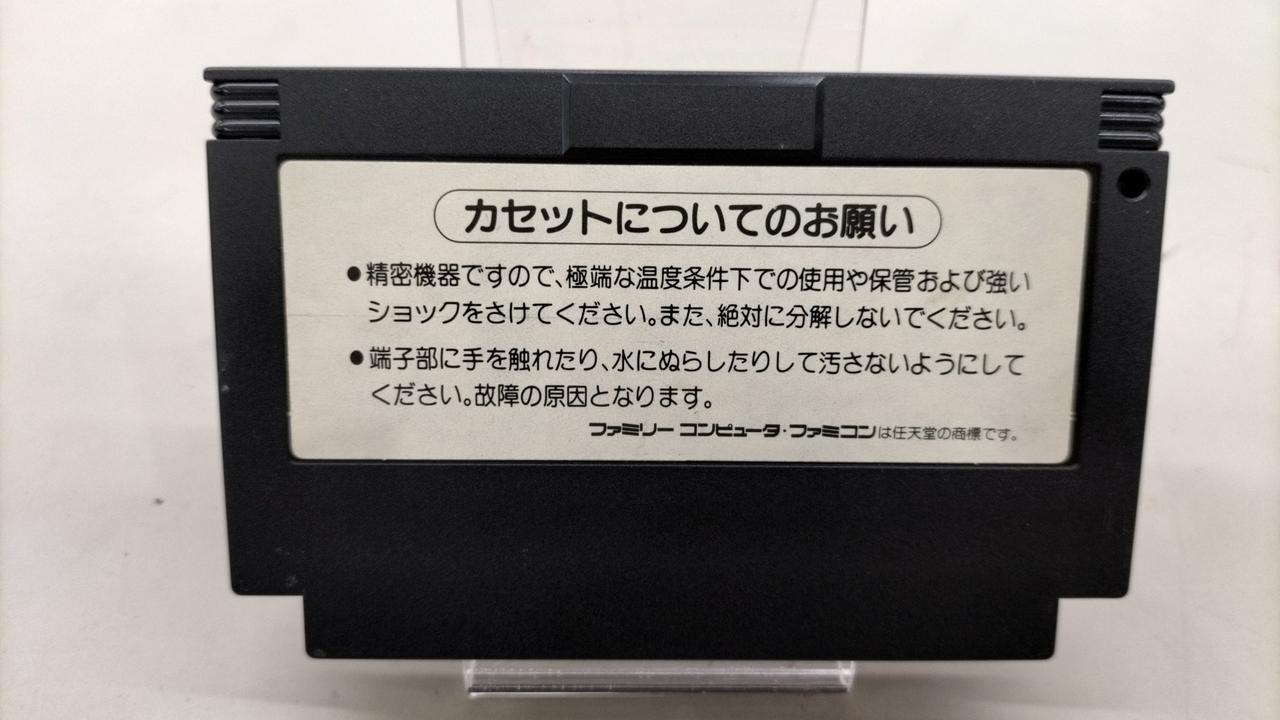 カセットについてのお願い
●精密機器ですので、極端な温度条件下での使用や保管および強い
ショックをさけてください。また、絶対に分解しないでください。
●端子部に手を触れたり、水にぬらしたりして汚さないようにして
ください。故障の原因となります。
ファミリー コンピュータ・ファミコンは任天堂の商標です。